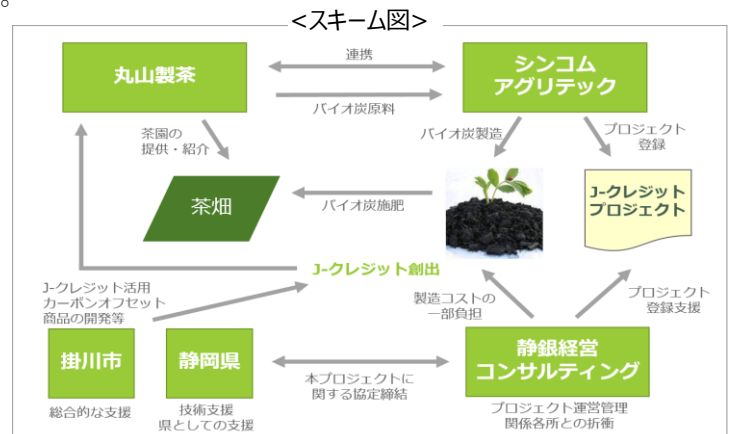 。
<スキーム図>
丸山製茶
連携
シンコム
アグリテック
バイオ炭原料
茶園の
提供・紹介
バイオ炭製造
プロジェクト
登録
茶畑
バイオ炭施肥
J-クレジット
プロジェクト
J-クレジット創出
J-クレジット活用
カーボンオフセット
商品の開発等
製造コストの
一部負担
プロジェクト
登録支援
掛川市
静岡県
本プロジェクトに
関する協定締結
静銀経営
コンサルティング
総合的な支援
技術支援
県としての支援
プロジェクト運営管理
関係各所との折衝